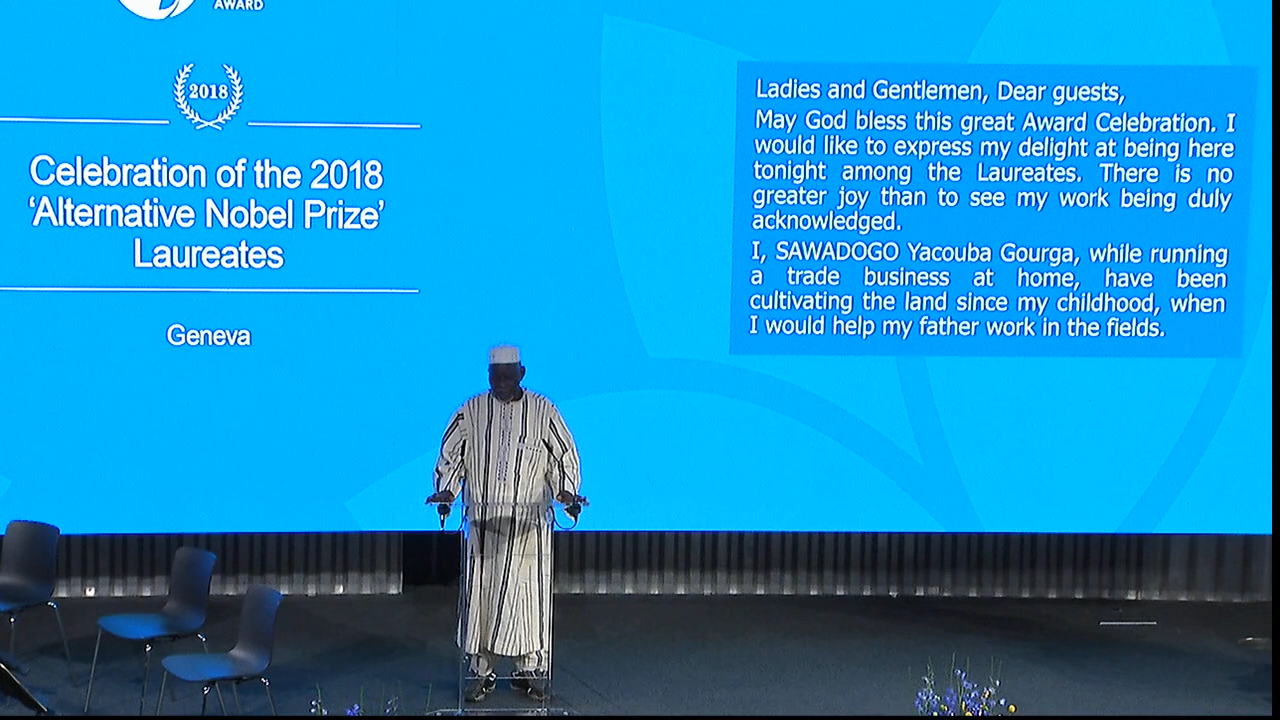 AWARD
2018
Celebration of the 2018
‘Alternative Nobel Prize’
Laureates
Geneva
Ladies and Gentlemen, Dear guests,
May God bless this great Award Celebration. I
would like to express my delight at being here
tonight among the Laureates. There is no
greater joy than to see my work being duly
acknowledged.
I, SAWADOGO Yacouba Gourga, while running
a trade business at home, have been
cultivating the land since my childhood, when
I would help my father work in the fields.